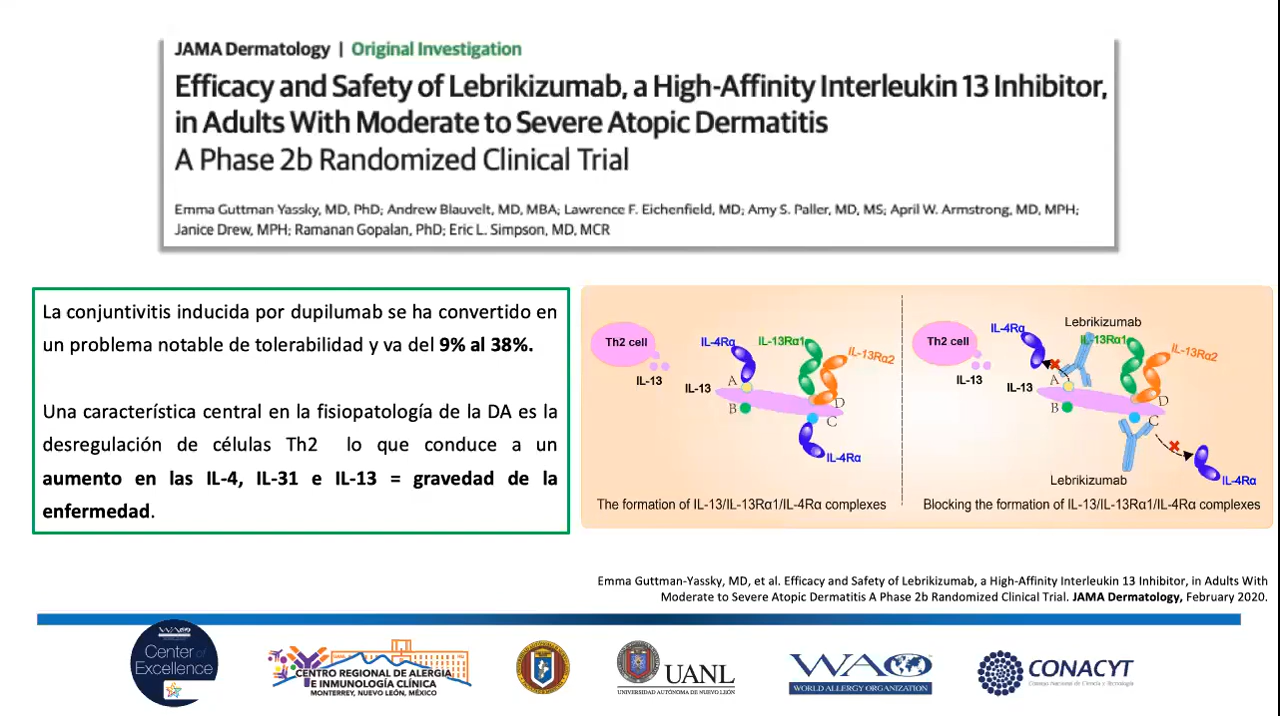 JAMA Dermatology | Original Investigation
Efficacy and Safety of Lebrikizumab, a High-Affinity Interleukin 13 Inhibitor,
in Adults With Moderate to Severe Atopic Dermatitis
A Phase 2b Randomized Clinical Trial
Emma Guttman Yassky, MD, PhD; Andrew Blauvelt, MD, MBA; Lawrence F. Eichenfield, MD; Amy S. Paller, MD, MS; April W. Armstrong, MD, MPH;
Janice Drew, MPH; Ramanan Gopalan, PhD; Eric L. Simpson, MD, MCR
La conjuntivitis inducida por dupilumab se ha convertido en
un problema notable de tolerabilidad y va del 9% al 38%.
Una característica central en la fisiopatología de la DA es la
desregulación de células Th2 lo que conduce a un
aumento en las IL-4, IL-31 e IL-13 = gravedad de la
enfermedad.
Th2 cell
IL-13
IL-4Rα
IL-13Rα1
IL-13Rα2
IL-13
A
B
C
D
IL-4Rα
The formation of IL-13/IL-13Rα1/IL-4Rα complexes
Th2 cell
IL-13
IL-4Rα
Lebrikizumab
IL-13Rα1
IL-13Rα2
IL-13
A
B
C
D
Lebrikizumab
IL-4Rα
Blocking the formation of IL-13/IL-13Rα1/IL-4Rα complexes
Emma Guttman-Yassky, MD, et al. Efficacy and Safety of Lebrikizumab, a High-Affinity Interleukin 13 Inhibitor, in Adults With
Moderate to Severe Atopic Dermatitis A Phase 2b Randomized Clinical Trial. JAMA Dermatology, February 2020.
WAO
Center of
Excellence
CENTRO REGIONAL DE ALERGIA
E INMUNOLOGÍA CLÍNICA
MONTERREY, NUEVO LEÓN, MÉXICO
UANL
UNIVERSIDAD AUTÓNOMA DE NUEVO LEÓN
WAO
WORLD ALLERGY ORGANIZATION
CONACYT
Consejo Nacional de Ciencia y Tecnología